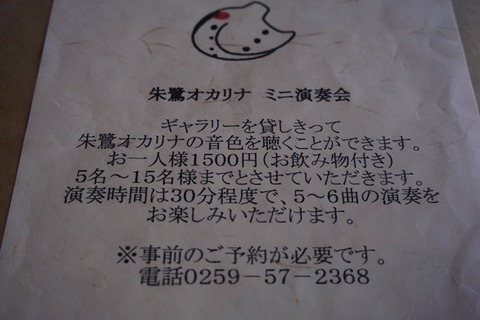 朱鷺オカリナ ミニ演奏会
ギャラリーを貸しきって
朱鷺オカリナの音色を聴くことができます。
お一人様1500円(お飲み物付き)
5名～15名様までとさせていただきます。
演奏時間は30分程度で、5～6曲の演奏を
お楽しみいただけます。
※事前のご予約が必要です。
電話0259－57－2368